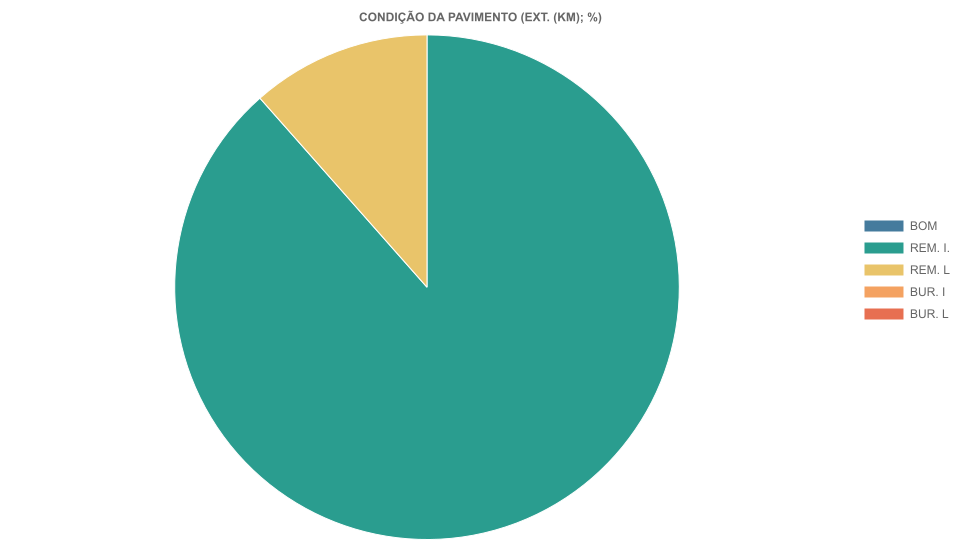 CONDIÇÃO DA PAVIMENTO (EXT. (KM); %)
BOM
REM. I.
REM. L
BUR. I
BUR. L